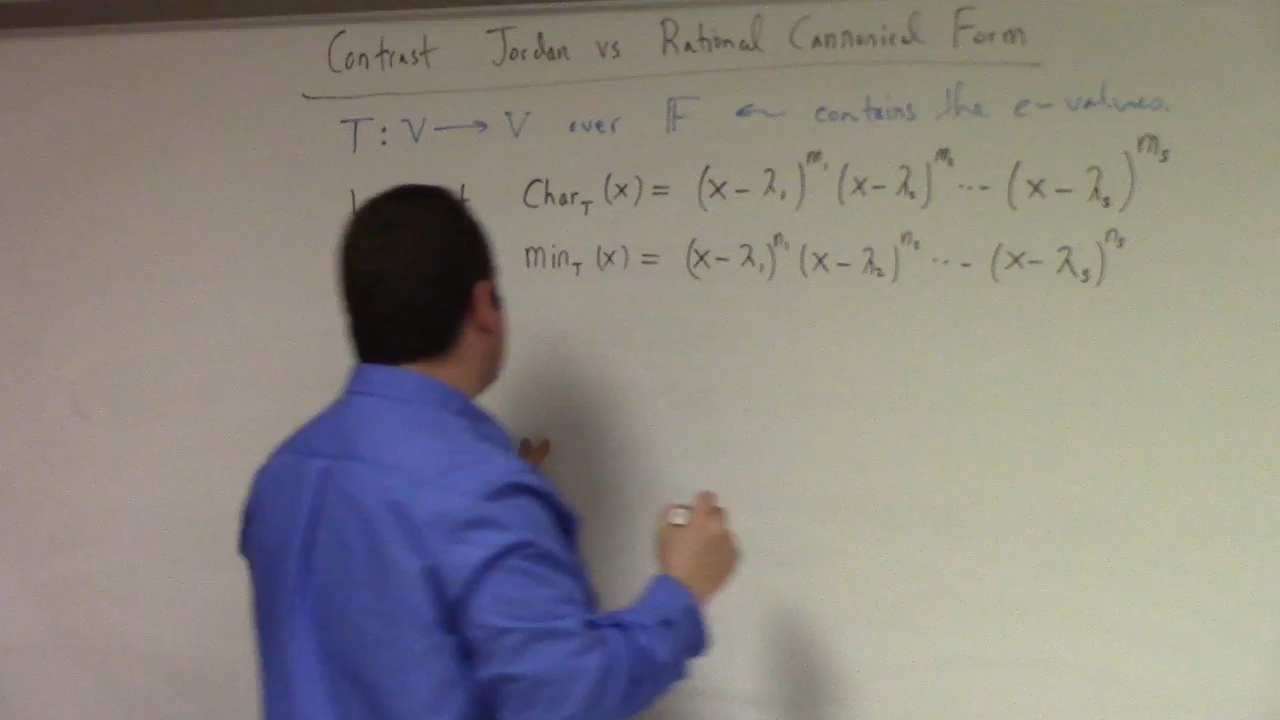 Contrast Jordan vs Rational Cannonical Form
T: V → V over 𝔽 ← contains the e-values.
Char_T (x) = (x - λ₁)^m₁ (x - λ₂)^m₂ ⋯ (x - λₛ)^mₛ
min_T (x) = (x - λ₁)^n₁ (x - λ₂)^n₂ ⋯ (x - λₛ)^nₛ